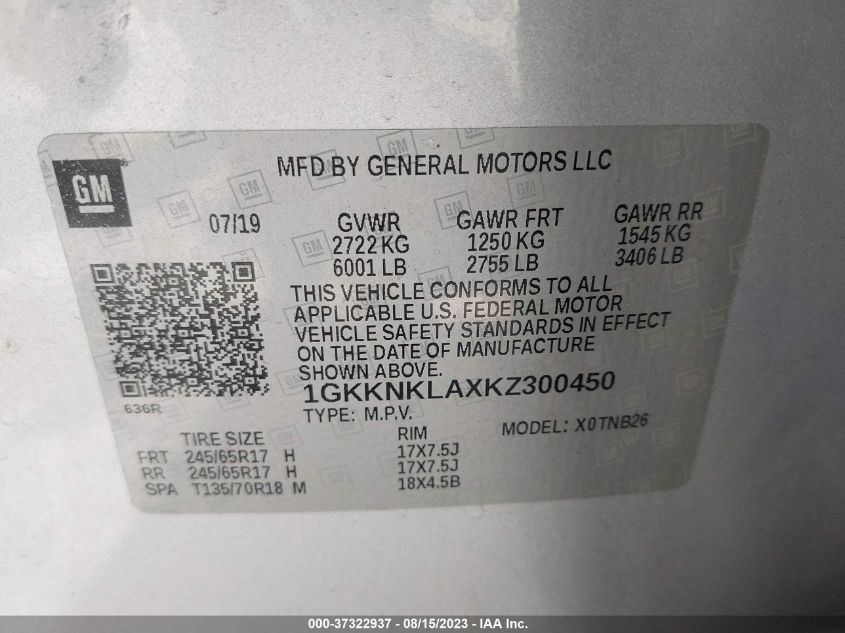 GM
MFD BY GENERAL MOTORS LLC
07/19 GVWR GAWR FRT GAWR RR
2722 KG 1250 KG 1545 KG
6001 LB 2755 LB 3406 LB
THIS VEHICLE CONFORMS TO ALL
APPLICABLE U.S. FEDERAL MOTOR
VEHICLE SAFETY STANDARDS IN EFFECT
ON THE DATE OF MANUFACTURE
SHOWN ABOVE.
1GKKNKLAXKZ300450
636R
TYPE: M.P.V. MODEL: X0TNB26
TIRE SIZE RIM
FRT 245/65R17 H 17X7.5J
RR 245/65R17 H 17X7.5J
SPA T135/70R18 M 18X4.5B
000-37322937 - 08/15/2023 - © IAA Inc.